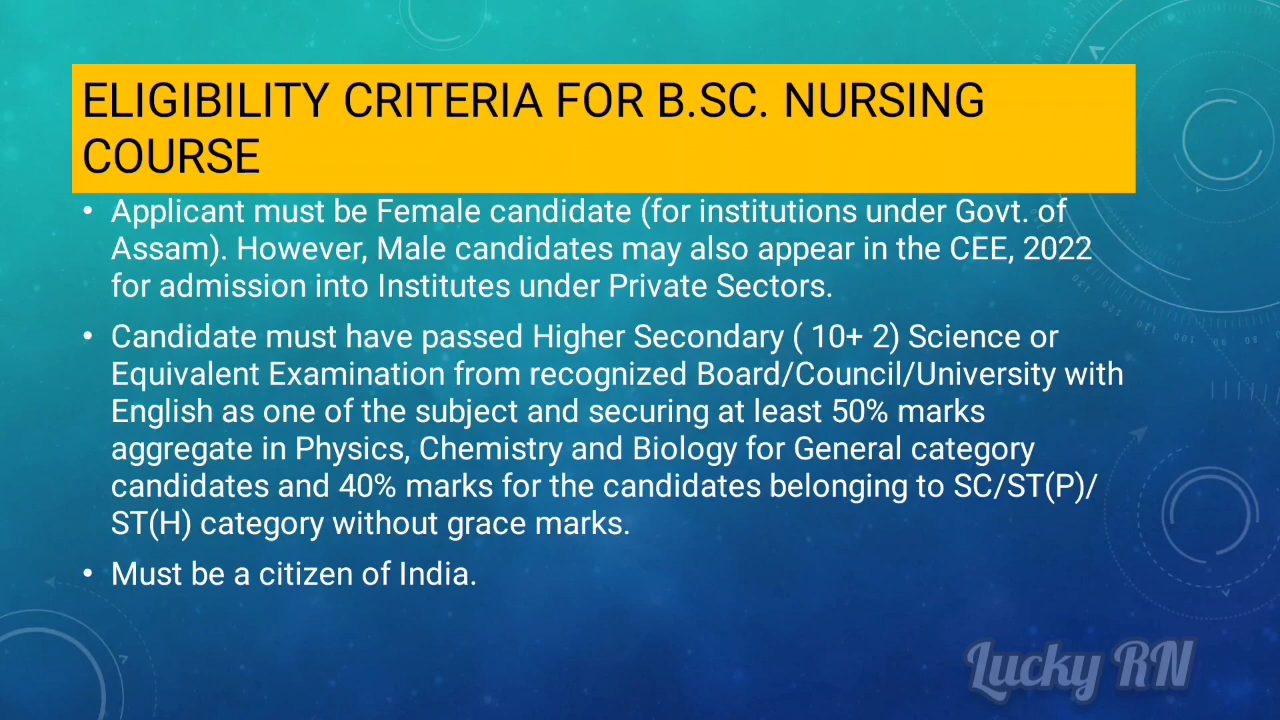 ELIGIBILITY CRITERIA FOR B.SC. NURSING
COURSE
• Applicant must be Female candidate (for institutions under Govt. of
Assam). However, Male candidates may also appear in the CEE, 2022
for admission into Institutes under Private Sectors.
• Candidate must have passed Higher Secondary ( 10+ 2) Science or
Equivalent Examination from recognized Board/Council/University with
English as one of the subject and securing at least 50% marks
aggregate in Physics, Chemistry and Biology for General category
candidates and 40% marks for the candidates belonging to SC/ST(P)/
ST(H) category without grace marks.
• Must be a citizen of India.
Lucky RN